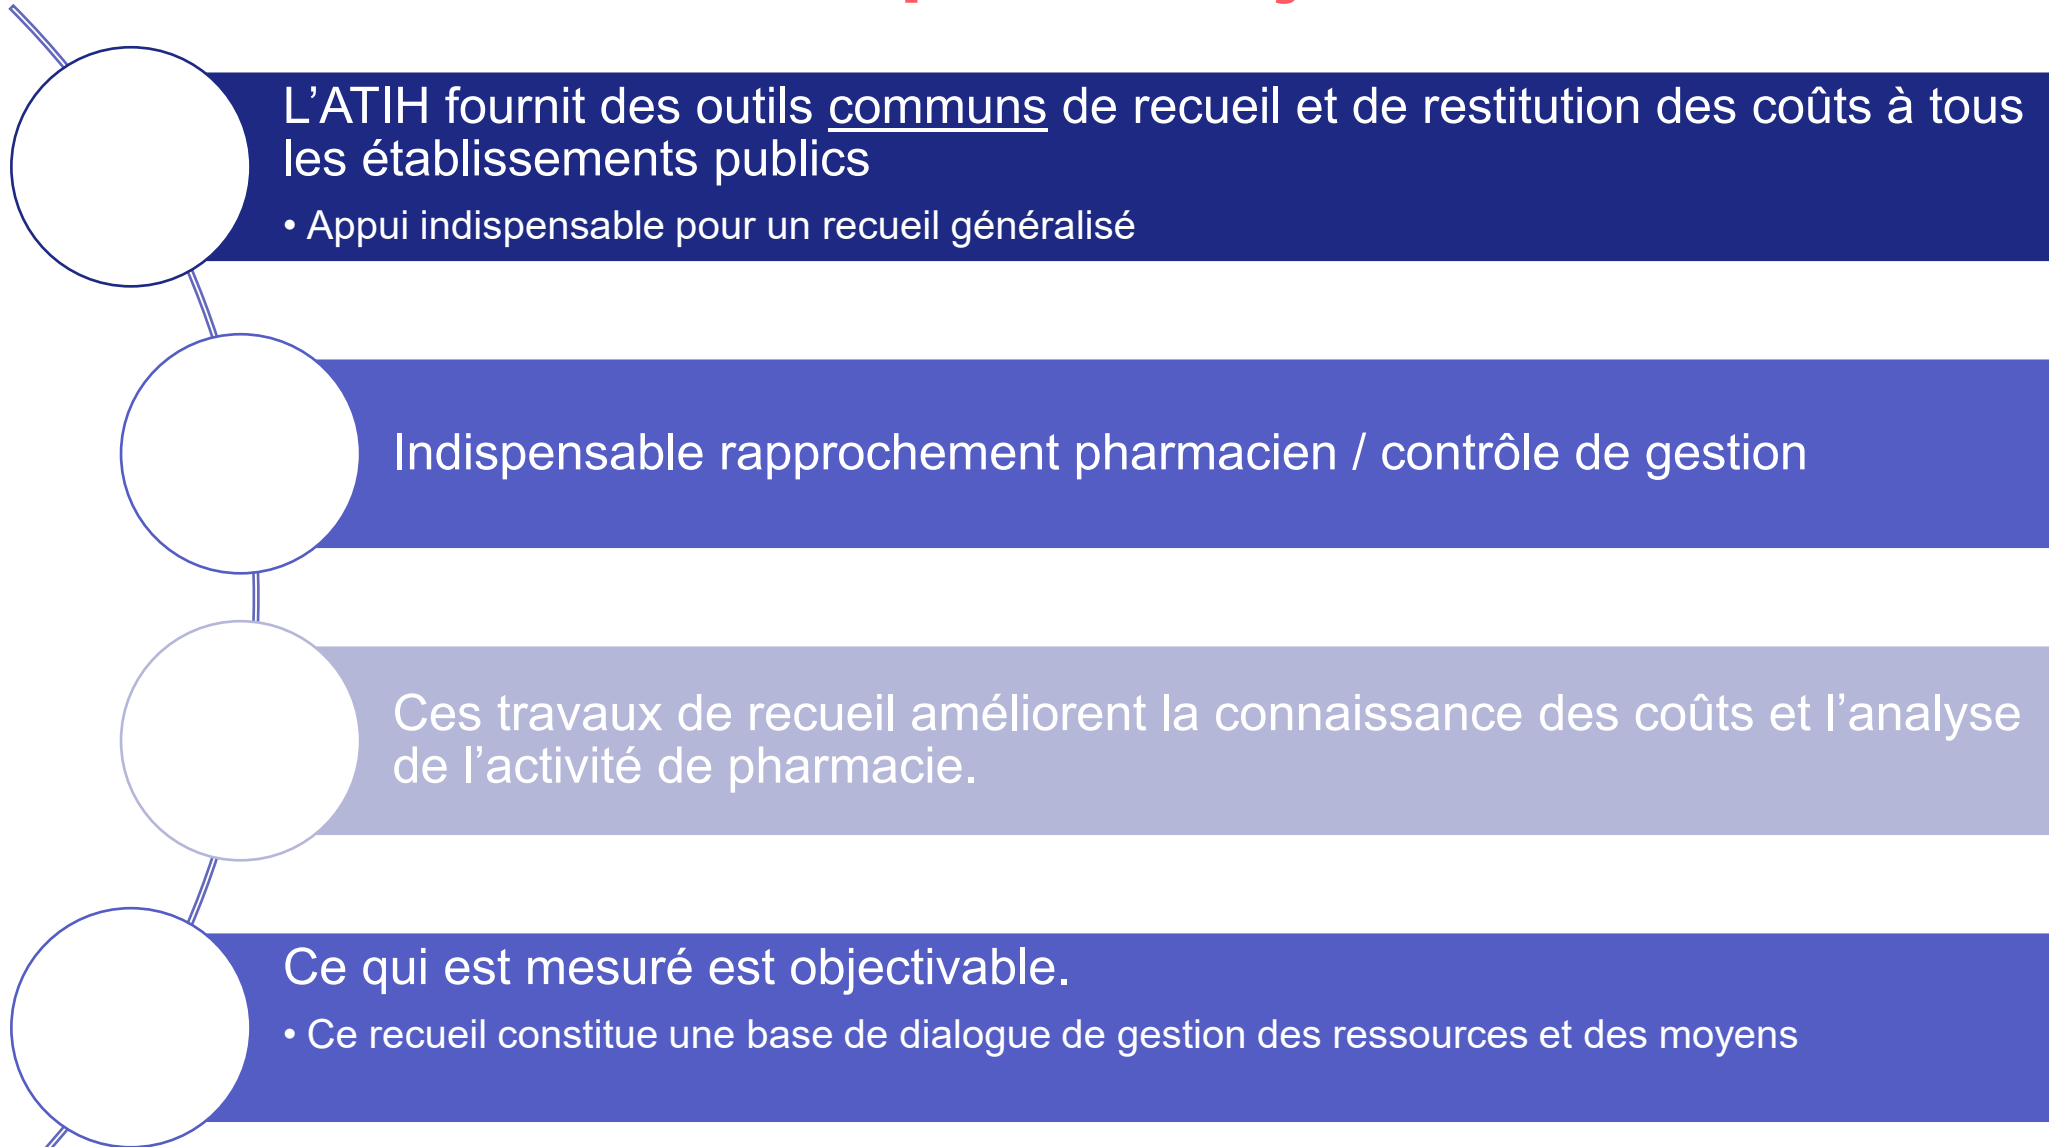 L’ATIH fournit des outils communs de recueil et de restitution des coûts à tous
les établissements publics
• Appui indispensable pour un recueil généralisé
Indispensable rapprochement pharmacien / contrôle de gestion
Ces travaux de recueil améliorent la connaissance des coûts et l’analyse
de l’activité de pharmacie.
Ce qui est mesuré est objectivable.
• Ce recueil constitue une base de dialogue de gestion des ressources et des moyens